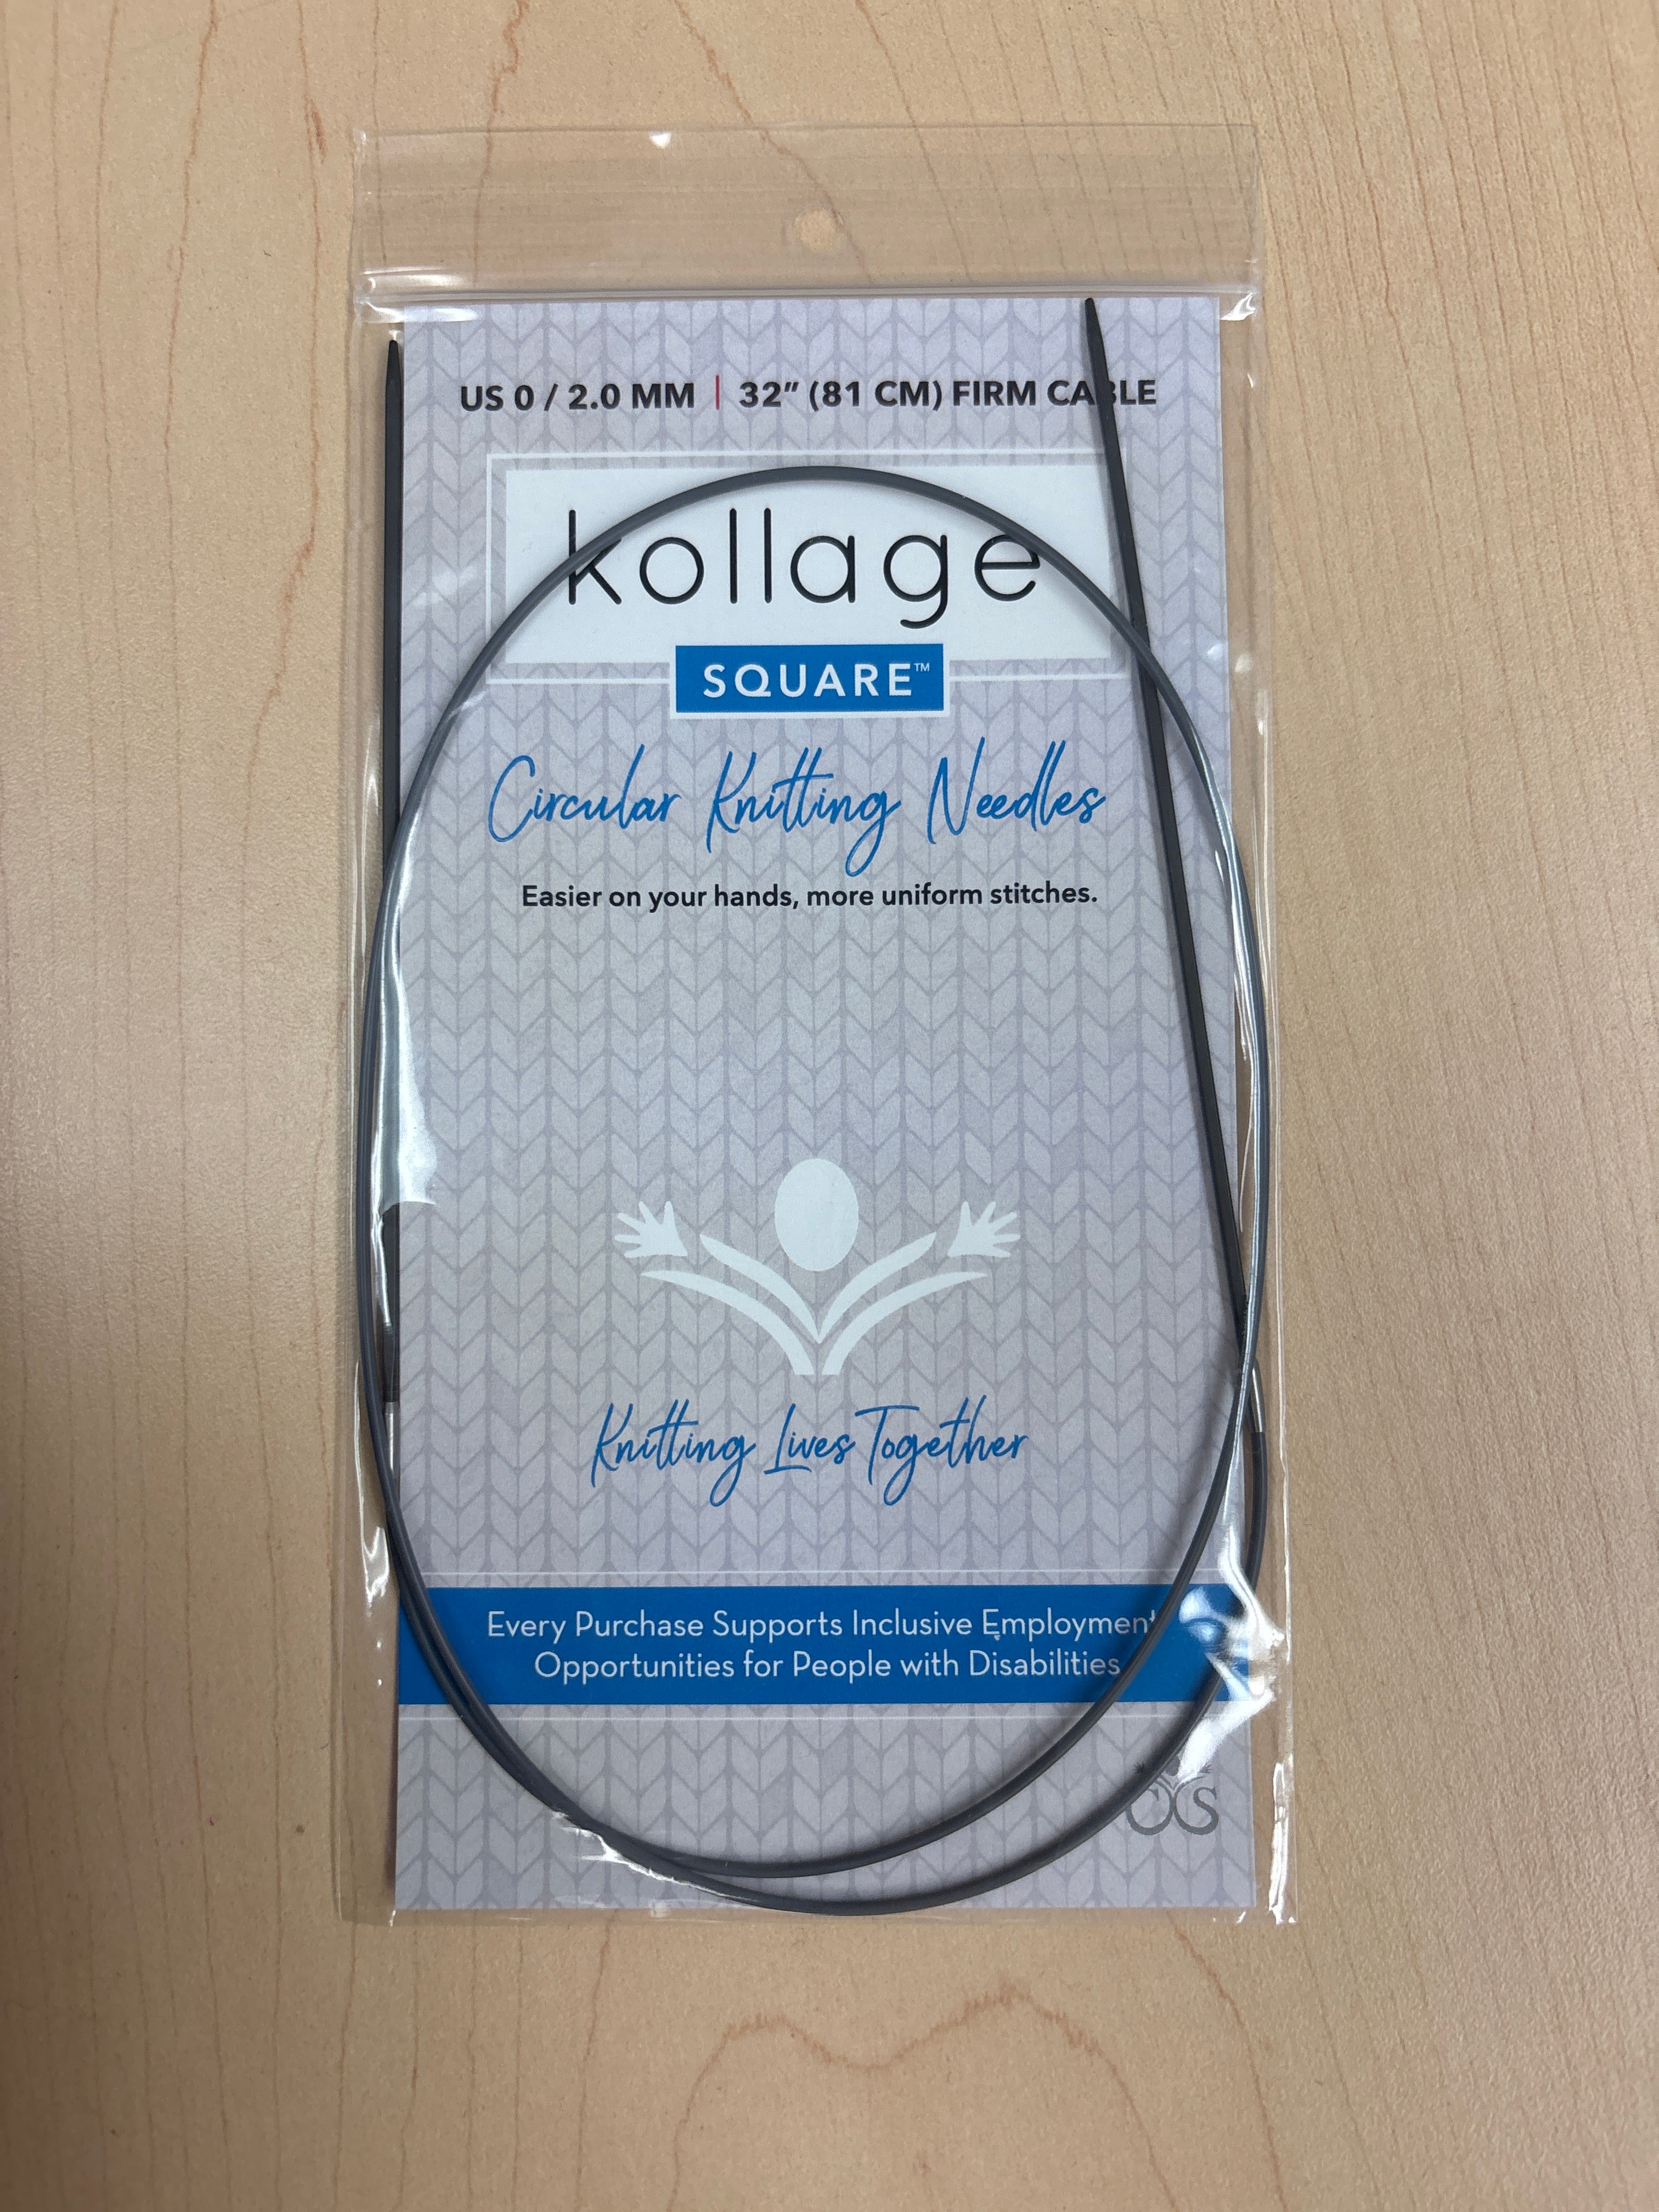 US 0 / 2.0 MM | 32" (81 CM) FIRM CABLE
kollage
SQUARE™
Circular Knitting Needles
Easier on your hands, more uniform stitches.
Knitting Lives Together
Every Purchase Supports Inclusive Employment
Opportunities for People with Disabilities